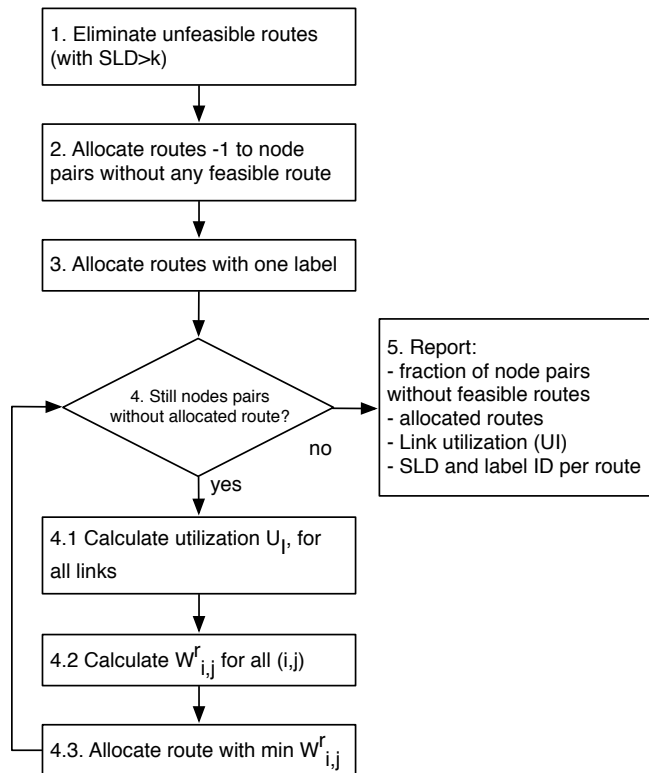 1. Eliminate unfeasible routes
(with SLD>k)
2. Allocate routes -1 to node
pairs without any feasible route
3. Allocate routes with one label
4. Still nodes pairs
without allocated route?
no
yes
5. Report:
- fraction of node pairs
without feasible routes
- allocated routes
- Link utilization (Ul)
- SLD and label ID per route
4.1 Calculate utilization U_l, for
all links
4.2 Calculate W^r_{i,j} for all (i,j)
4.3. Allocate route with min W^r_{i,j}